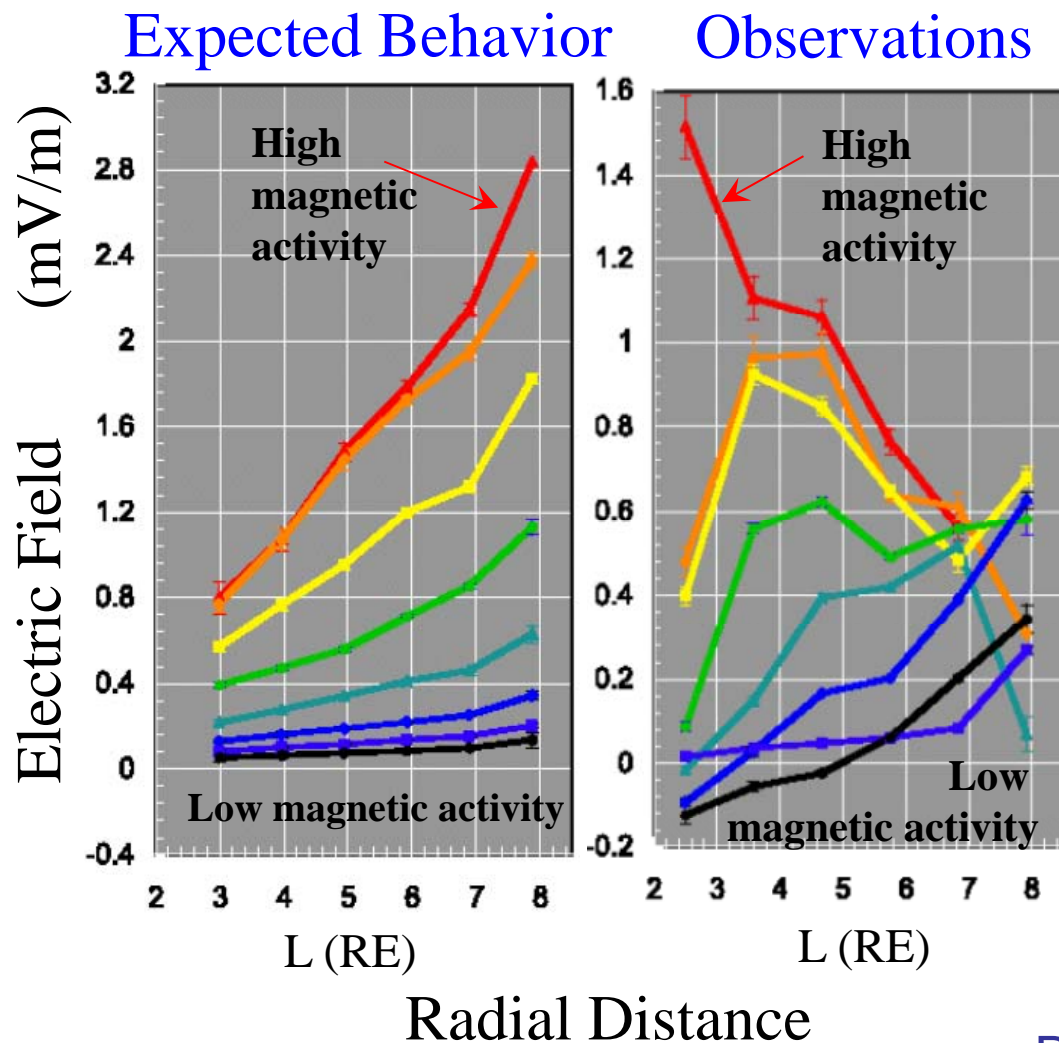 Expected Behavior
Observations
Electric Field (mV/m)
3.2
2.8
2.4
2
1.6
1.2
0.8
0.4
0
-0.4
High
magnetic
activity
Low magnetic activity
2 3 4 5 6 7 8
L (RE)
1.6
1.4
1.2
1
0.8
0.6
0.4
0.2
0
-0.2
High
magnetic
activity
Low
magnetic activity
2 3 4 5 6 7 8
L (RE)
Radial Distance